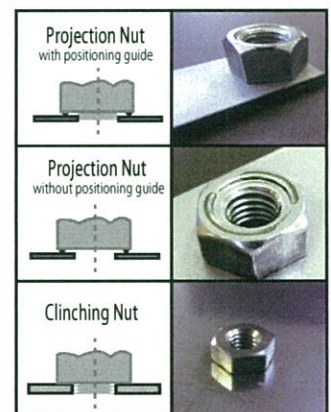 Projection Nut
with positioning guide
Projection Nut
without positioning guide
Clinching Nut